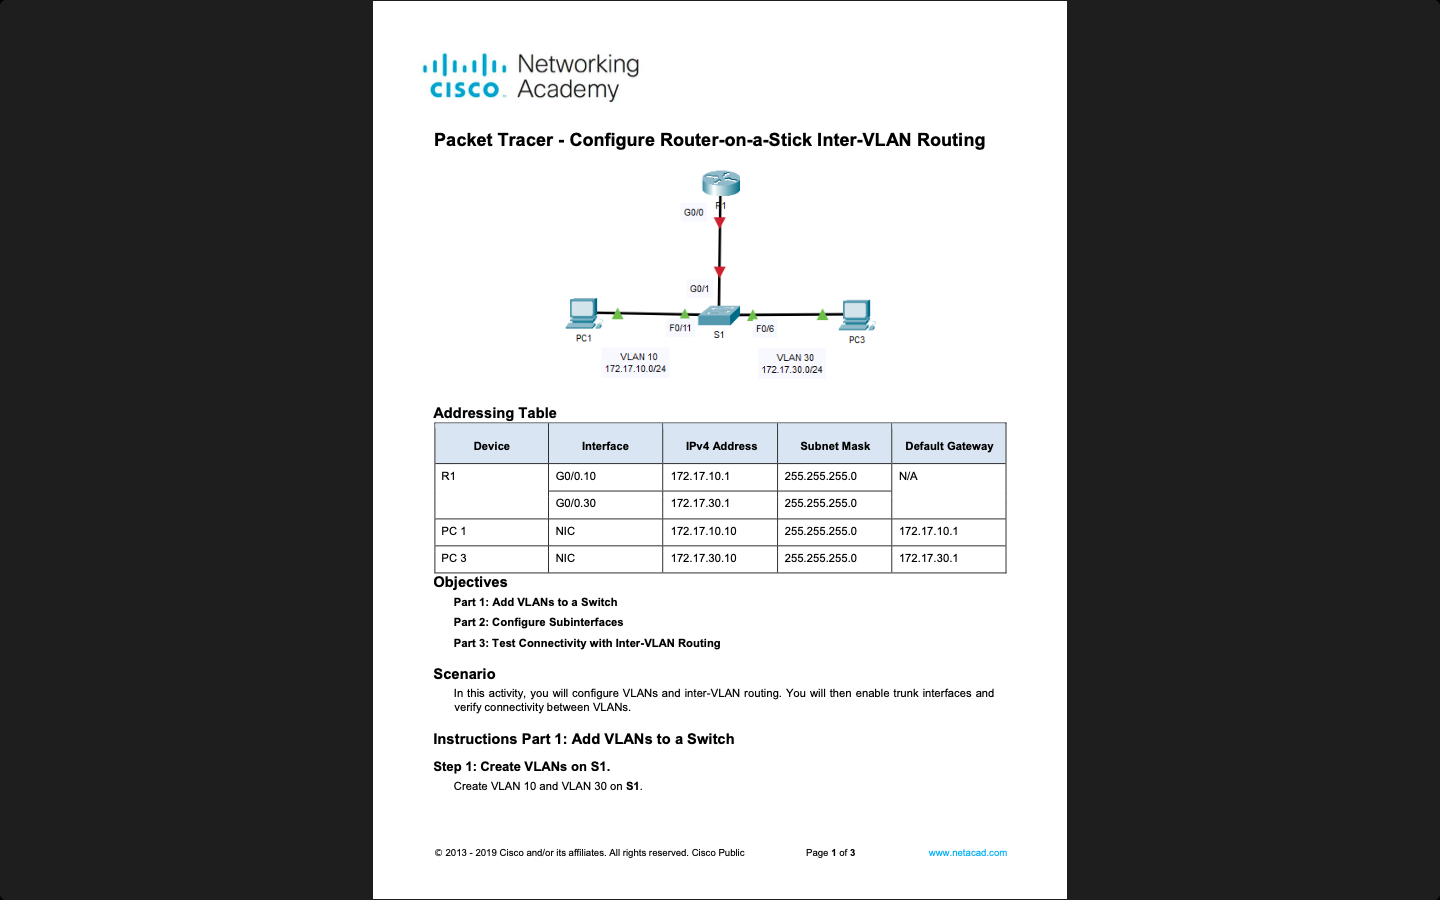 Networking
CISCO Academy
Packet Tracer - Configure Router-on-a-Stick Inter-VLAN Routing
R1
G0/0
G0/1
F0/11
F0/6
PC1
S1
PC3
VLAN 10
172.17.10.0/24
VLAN 30
172.17.30.0/24
Addressing Table
Device Interface IPv4 Address Subnet Mask Default Gateway
R1 G0/0.10 172.17.10.1 255.255.255.0 N/A
G0/0.30 172.17.30.1 255.255.255.0
PC 1 NIC 172.17.10.10 255.255.255.0 172.17.10.1
PC 3 NIC 172.17.30.10 255.255.255.0 172.17.30.1
Objectives
Part 1: Add VLANs to a Switch
Part 2: Configure Subinterfaces
Part 3: Test Connectivity with Inter-VLAN Routing
Scenario
In this activity, you will configure VLANs and inter-VLAN routing. You will then enable trunk interfaces and
verify connectivity between VLANs.
Instructions Part 1: Add VLANs to a Switch
Step 1: Create VLANs on S1.
Create VLAN 10 and VLAN 30 on S1.
© 2013 - 2019 Cisco and/or its affiliates. All rights reserved. Cisco Public Page 1 of 3 www.netacad.com